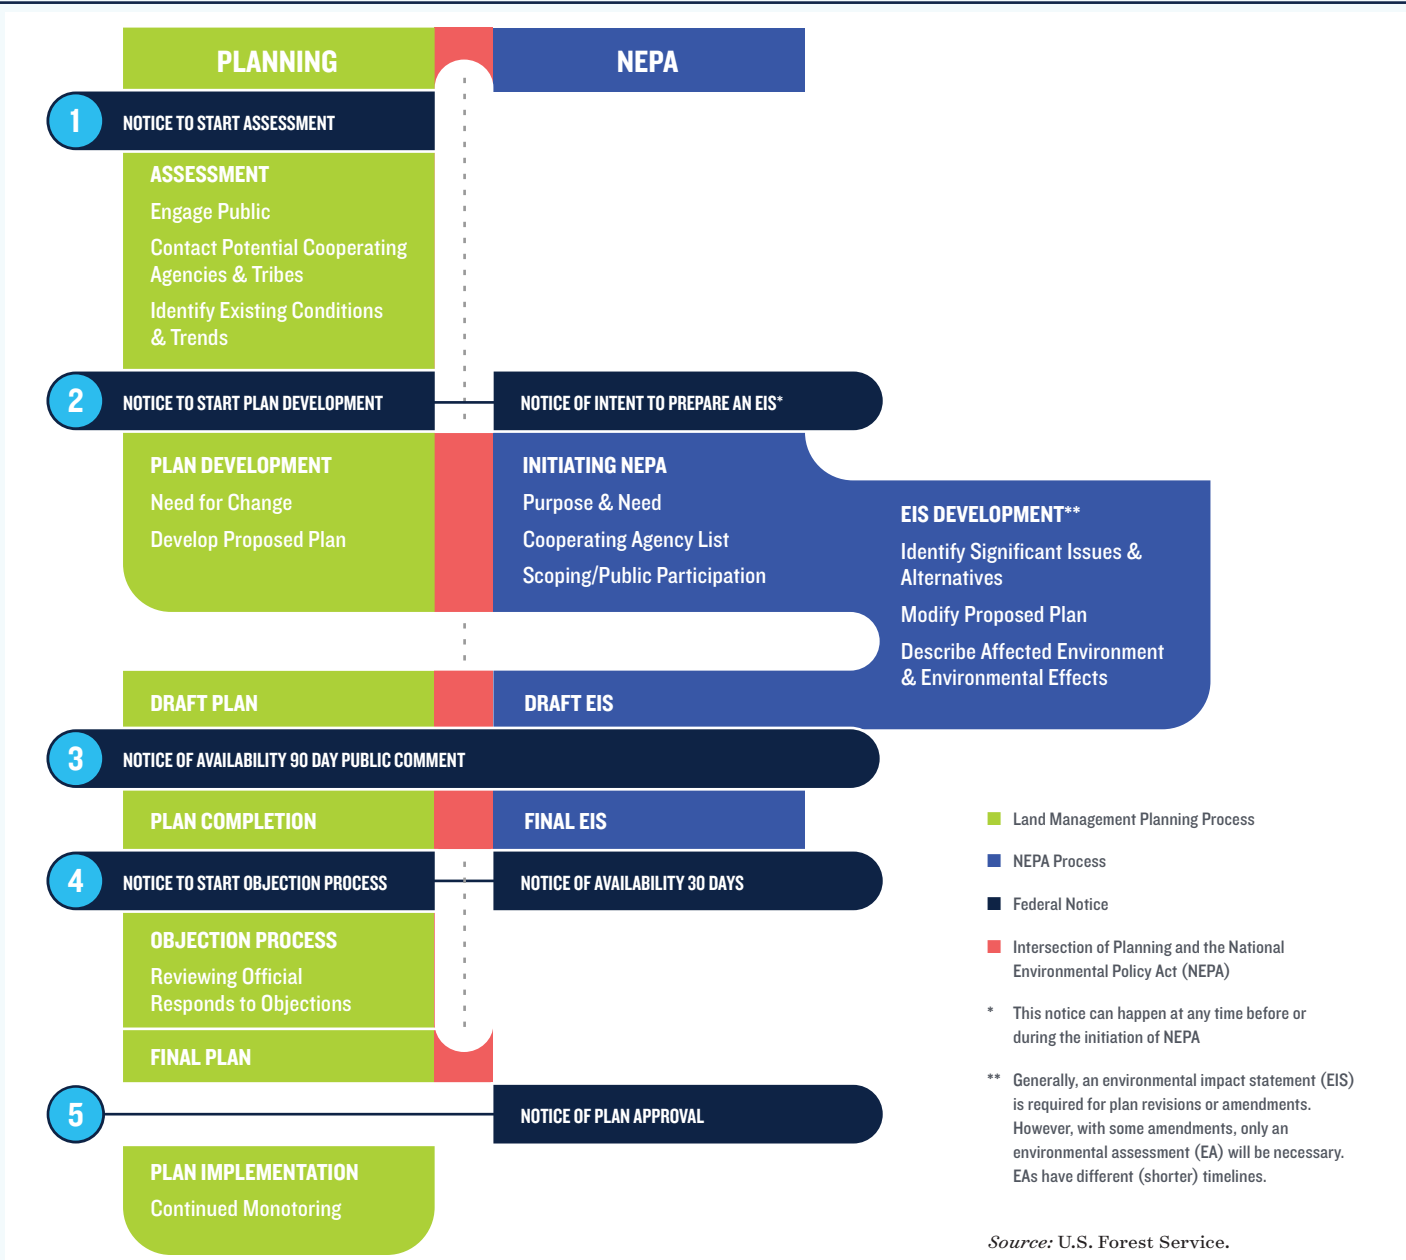 PLANNING
NEPA
1
NOTICE TO START ASSESSMENT
ASSESSMENT
Engage Public
Contact Potential Cooperating
Agencies & Tribes
Identify Existing Conditions
& Trends
2
NOTICE TO START PLAN DEVELOPMENT
NOTICE OF INTENT TO PREPARE AN EIS*
PLAN DEVELOPMENT
Need for Change
Develop Proposed Plan
INITIATING NEPA
Purpose & Need
Cooperating Agency List
Scoping/Public Participation
EIS DEVELOPMENT**
Identify Significant Issues &
Alternatives
Modify Proposed Plan
Describe Affected Environment
& Environmental Effects
DRAFT PLAN
DRAFT EIS
3
NOTICE OF AVAILABILITY 90 DAY PUBLIC COMMENT
PLAN COMPLETION
FINAL EIS
4
NOTICE TO START OBJECTION PROCESS
NOTICE OF AVAILABILITY 30 DAYS
OBJECTION PROCESS
Reviewing Official
Responds to Objections
FINAL PLAN
5
NOTICE OF PLAN APPROVAL
PLAN IMPLEMENTATION
Continued Monotoring
Land Management Planning Process
NEPA Process
Federal Notice
Intersection of Planning and the National
Environmental Policy Act (NEPA)
* This notice can happen at any time before or
during the initiation of NEPA
** Generally, an environmental impact statement (EIS)
is required for plan revisions or amendments.
However, with some amendments, only an
environmental assessment (EA) will be necessary.
EAs have different (shorter) timelines.
Source: U.S. Forest Service.